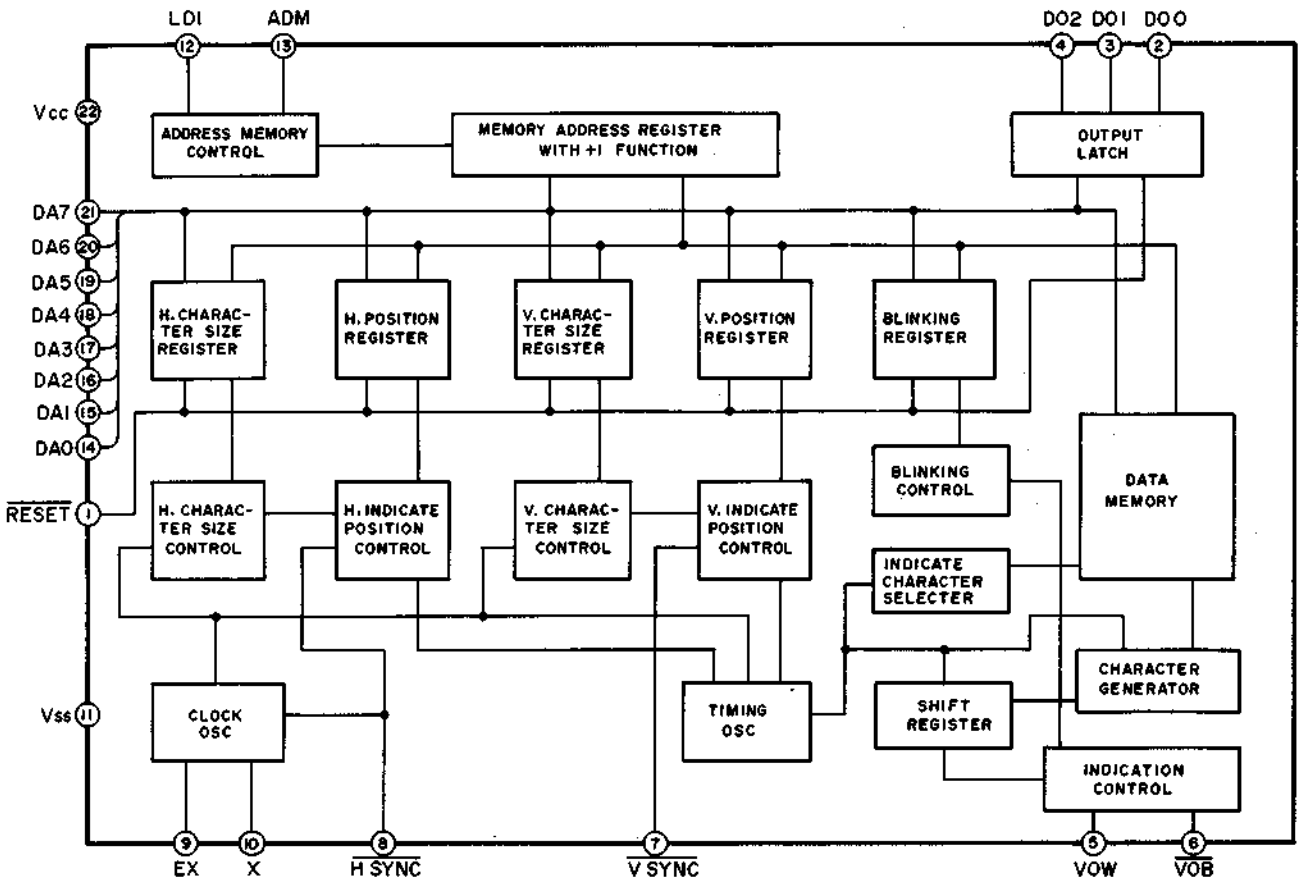 LDI ADM DO2 DO1 DO0
12 13 4 3 2
Vcc 22
ADDRESS MEMORY
CONTROL
MEMORY ADDRESS REGISTER
WITH +1 FUNCTION
OUTPUT
LATCH
DA7 21
DA6 20
DA5 19
DA4 18
DA3 17
DA2 16
DA1 15
DA0 14
H. CHARAC-
TER SIZE
REGISTER
H. POSITION
REGISTER
V. CHARAC-
TER SIZE
REGISTER
V. POSITION
REGISTER
BLINKING
REGISTER
RESET 1
H. CHARAC-
TER SIZE
CONTROL
H. INDICATE
POSITION
CONTROL
V. CHARAC-
TER SIZE
CONTROL
V. INDICATE
POSITION
CONTROL
BLINKING
CONTROL
DATA
MEMORY
INDICATE
CHARACTER
SELECTER
CHARACTER
GENERATOR
Vss 11
CLOCK
OSC
TIMING
OSC
SHIFT
REGISTER
INDICATION
CONTROL
9 10 8 7 5 6
EX X H SYNC V SYNC VOW VOB